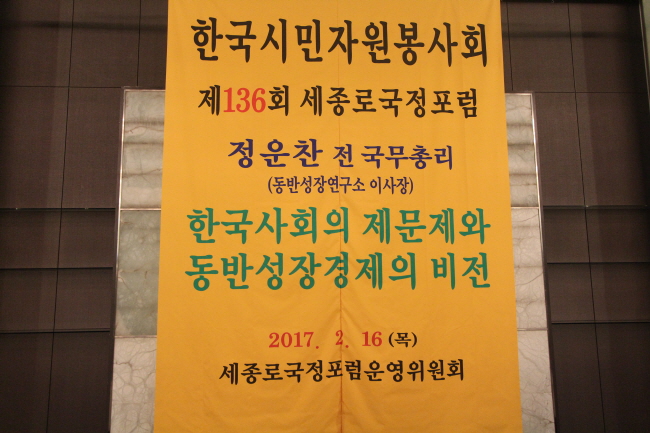 한국시민자원봉사회
제136회 세종로국정포럼
정운찬 전 국무총리
(동반성장연구소 이사장)
한국사회의 제문제와
동반성장경제의 비전
2017. 2. 16 (목)
세종로국정포럼운영위원회